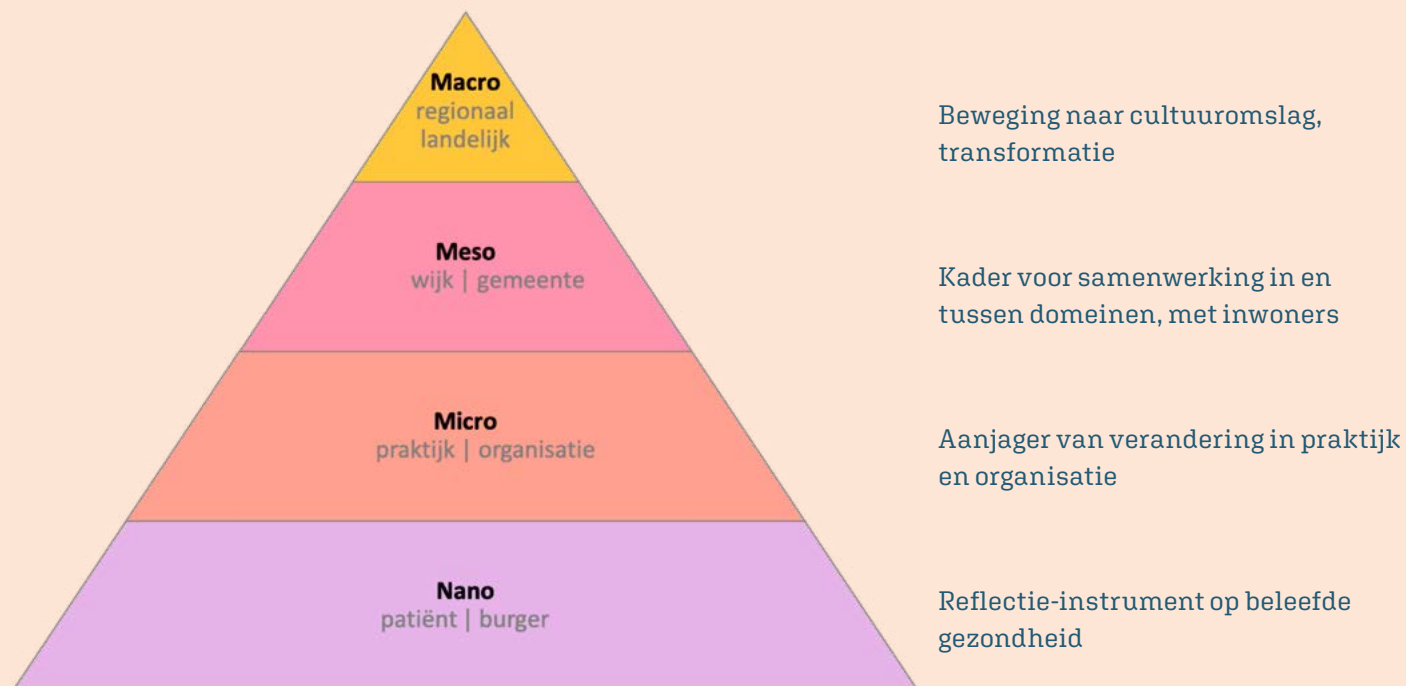 Macro
regionaal
landelijk
Beweging naar cultuuromslag,
transformatie
Meso
wijk | gemeente
Kader voor samenwerking in en
tussen domeinen, met inwoners
Micro
praktijk | organisatie
Aanjager van verandering in praktijk
en organisatie
Nano
patiënt | burger
Reflectie-instrument op beleefde
gezondheid